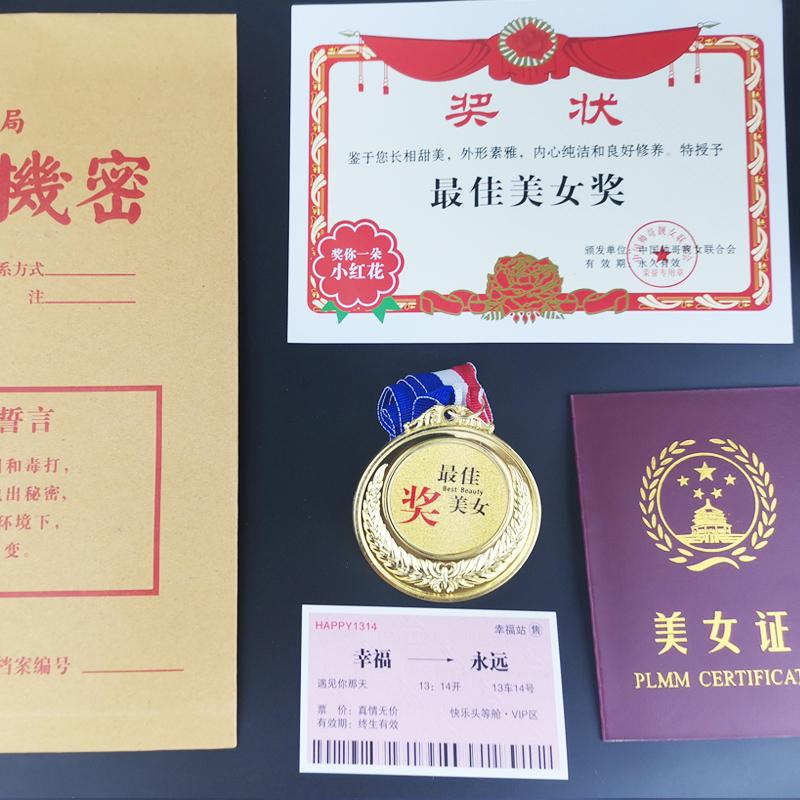 局
機密
系方式
注
誓言
和毒打，
出秘密，
环境下，
变。
档案编号
奖 状
鉴于您长相甜美，外形素雅，内心纯洁和良好修养。特授予
最佳美女奖
奖你一朵
小红花
颁发单位：中国帅哥靓女联合会
有 效 期：永久有效
荣誉专用章
最佳
Best Beauty
奖 美女
HAPPY1314
幸福站 售
幸福 永远
遇见你那天 13：14开 13车14号
票 价：真情无价
有效期：终生有效
快乐头等舱·VIP区
美女证
PLMM CERTIFICAT